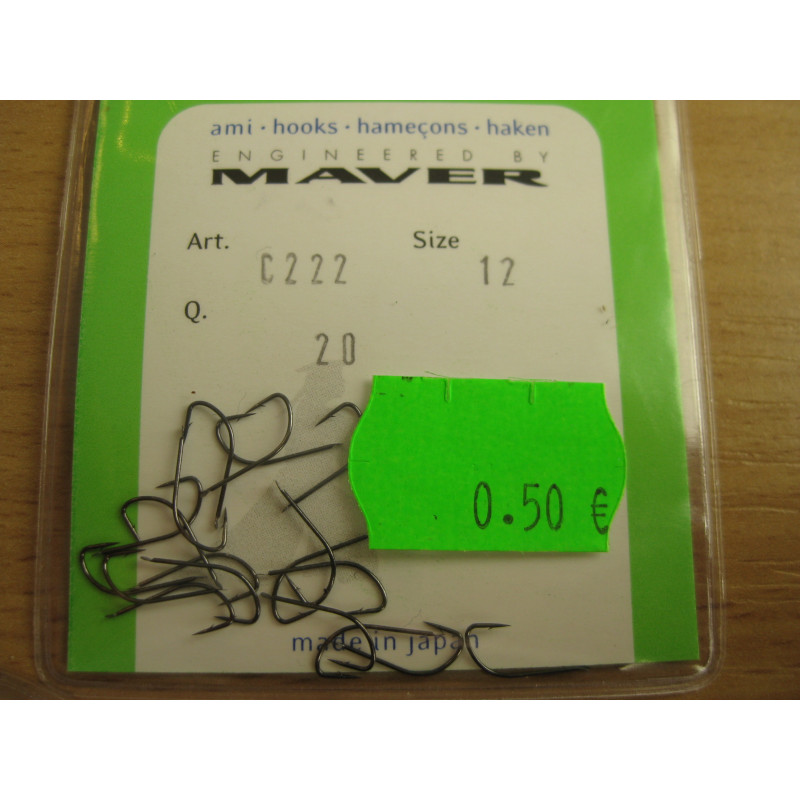 ami · hooks · hameçons · haken
ENGINEERED BY
MAVER
Art. C222 Size 12
Q. 20
0.50 €
made in japan